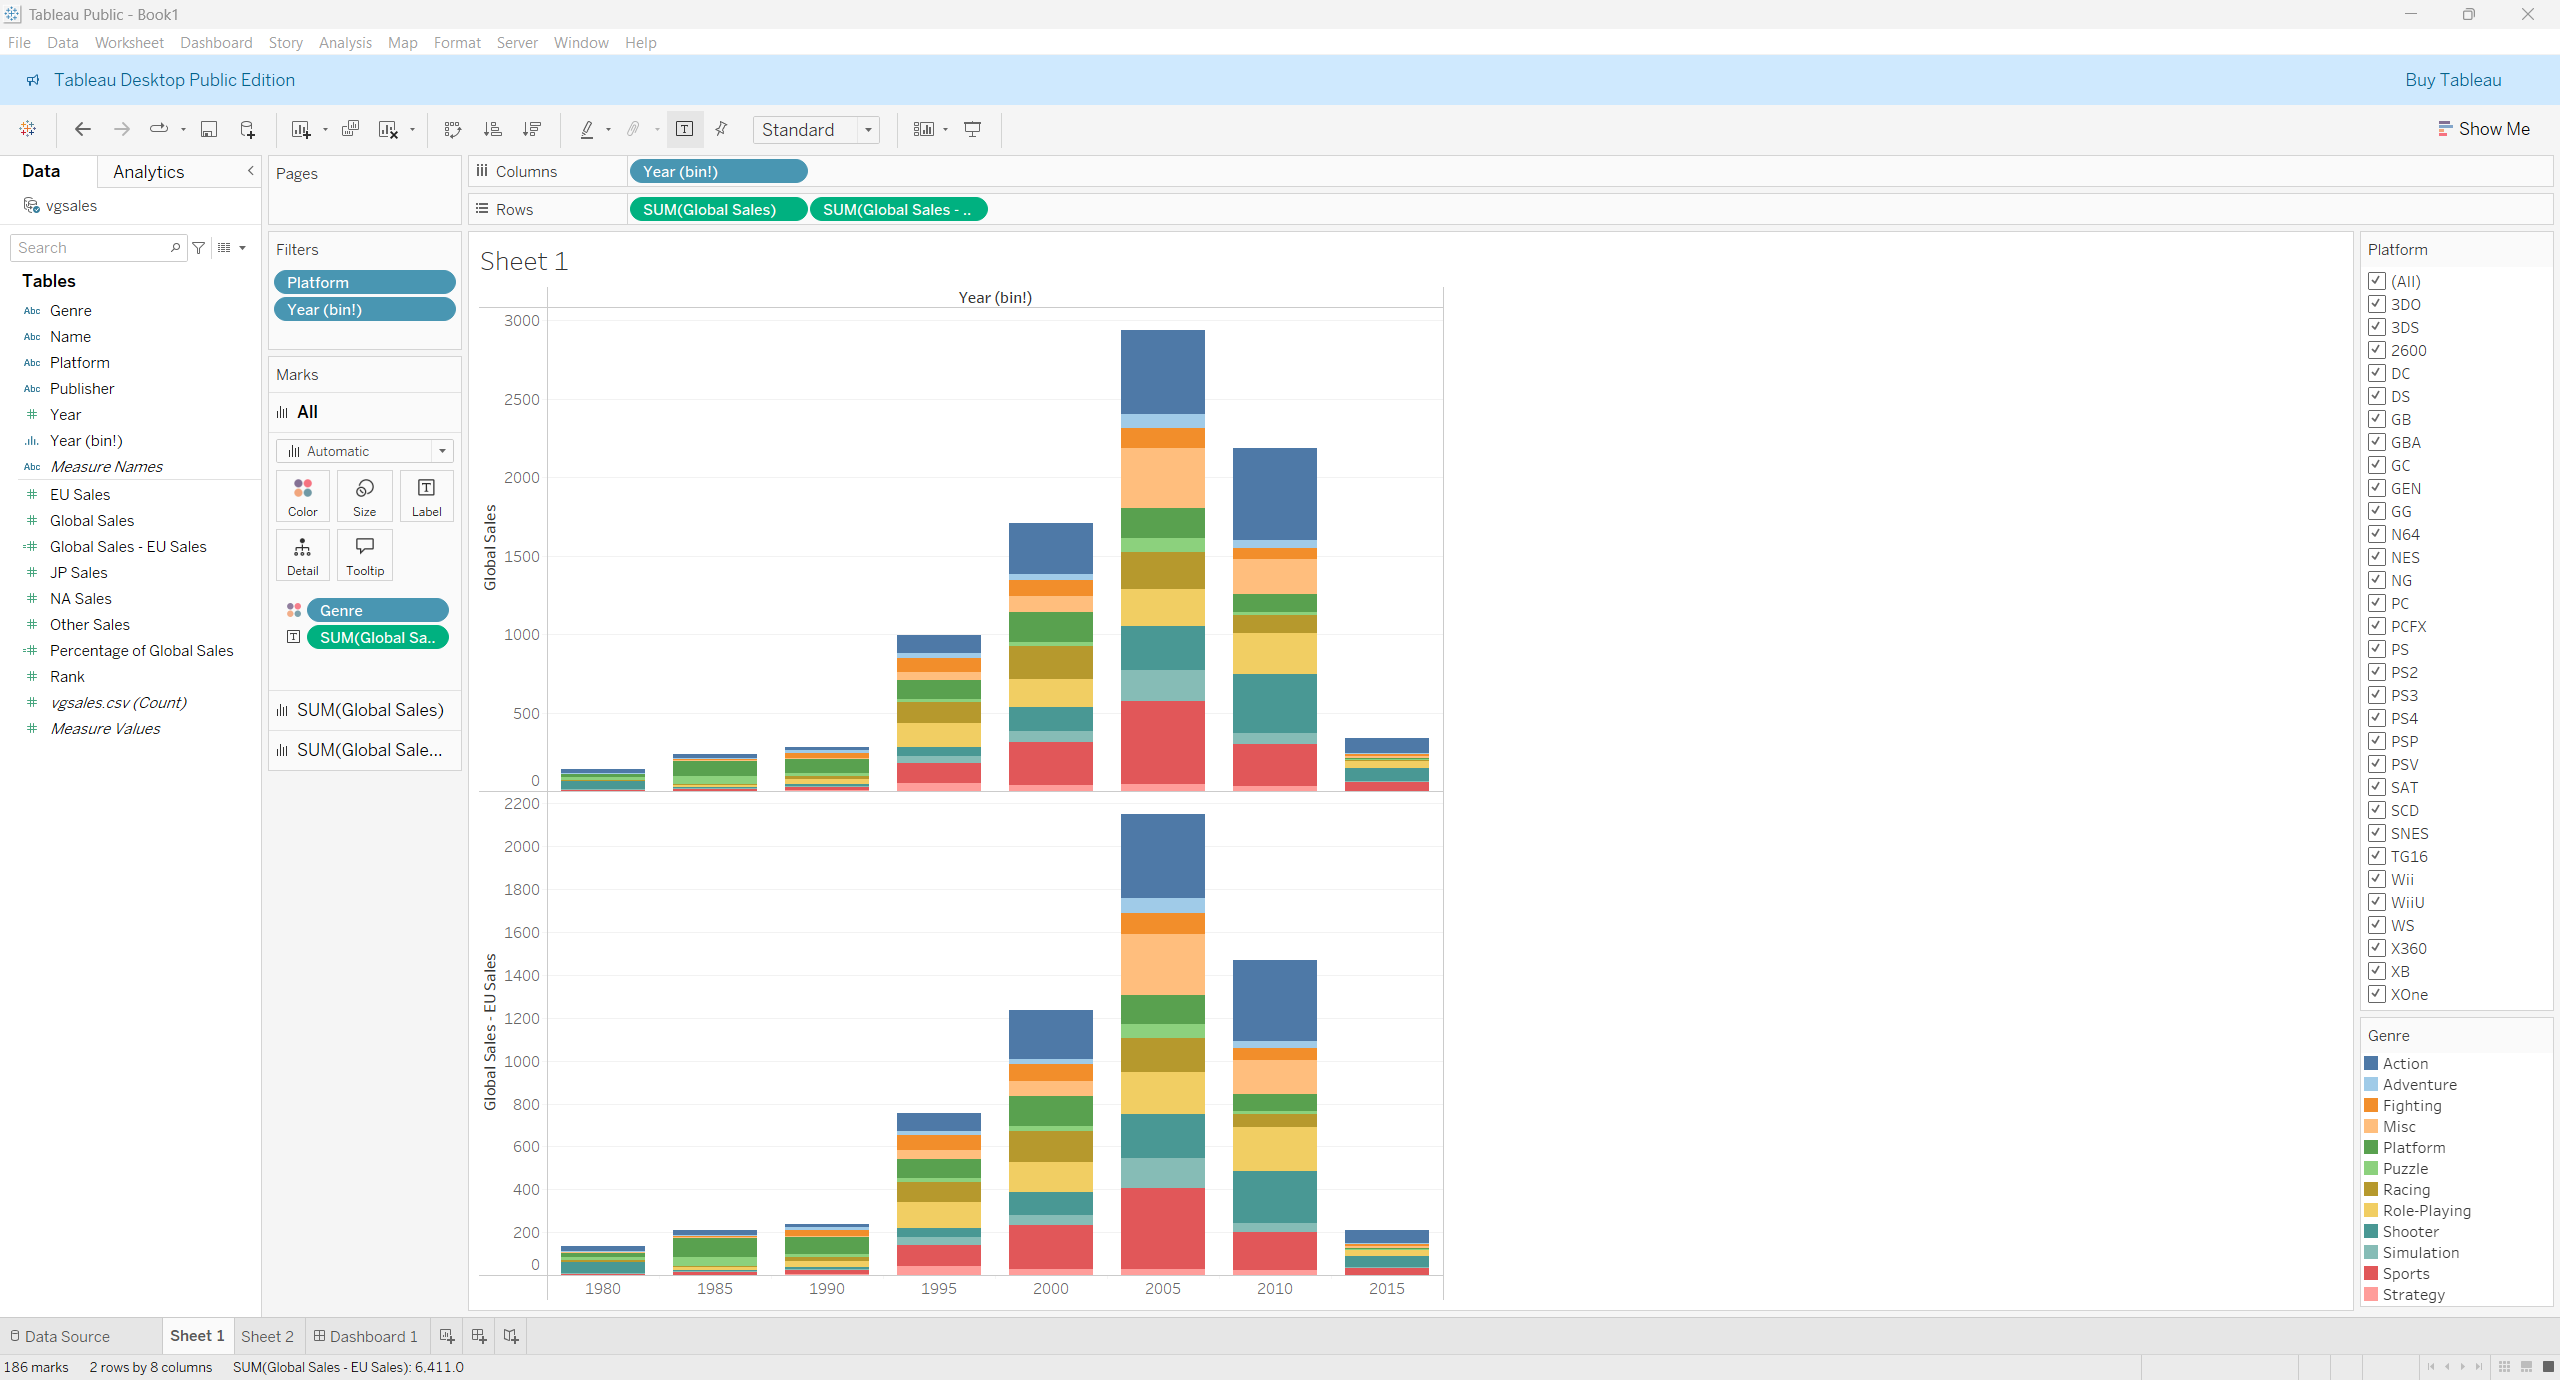 Tableau Public - Book1
File Data Worksheet Dashboard Story Analysis Map Format Server Window Help
Tableau Desktop Public Edition
Buy Tableau
Standard
Show Me
Data
Analytics
vgsales
Search
Tables
Abc Genre
Abc Name
Abc Platform
Abc Publisher
# Year
Year (bin!)
Abc Measure Names
# EU Sales
# Global Sales
=# Global Sales - EU Sales
# JP Sales
# NA Sales
# Other Sales
=# Percentage of Global Sales
# Rank
# vgsales.csv (Count)
# Measure Values
Pages
Filters
Platform
Year (bin!)
Marks
All
Automatic
Color Size Label
Detail Tooltip
Genre
SUM(Global Sa..
SUM(Global Sales)
SUM(Global Sale...
Columns Year (bin!)
Rows SUM(Global Sales) SUM(Global Sales - ..
Sheet 1
Year (bin!)
Global Sales
3000
2500
2000
1500
1000
500
0
Global Sales - EU Sales
2200
2000
1800
1600
1400
1200
1000
800
600
400
200
0
1980 1985 1990 1995 2000 2005 2010 2015
Platform
(All)
3DO
3DS
2600
DC
DS
GB
GBA
GC
GEN
GG
N64
NES
NG
PC
PCFX
PS
PS2
PS3
PS4
PSP
PSV
SAT
SCD
SNES
TG16
Wii
WiiU
WS
X360
XB
XOne
Genre
Action
Adventure
Fighting
Misc
Platform
Puzzle
Racing
Role-Playing
Shooter
Simulation
Sports
Strategy
Data Source Sheet 1 Sheet 2 Dashboard 1
186 marks 2 rows by 8 columns SUM(Global Sales - EU Sales): 6,411.0